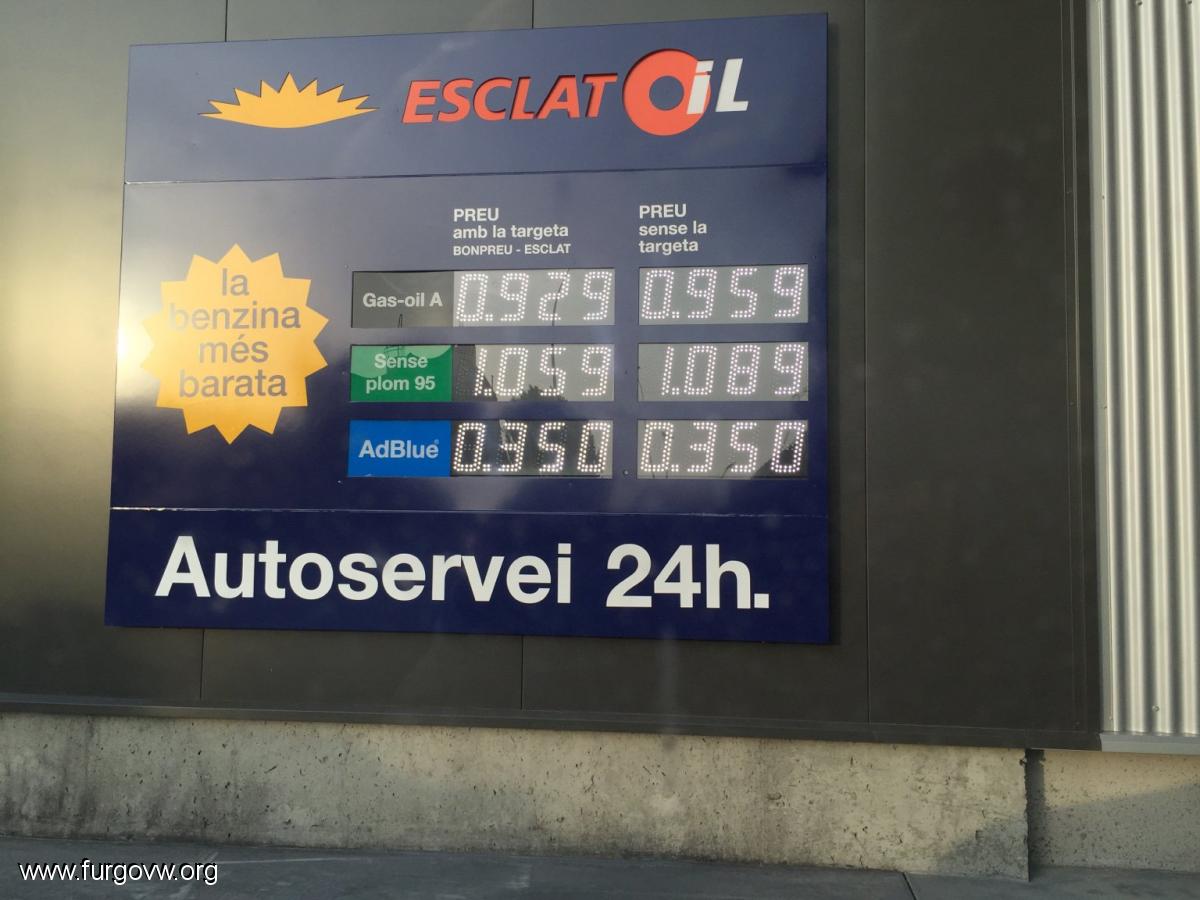 ESCLAT OiL
PREU
amb la targeta
BONPREU - ESCLAT
PREU
sense la
targeta
la
benzina
més
barata
Gas-oil A 0.929 0.959
Sense
plom 95 1.059 1.089
AdBlue® 0.350 0.350
Autoservei 24h.
www.furgovw.org